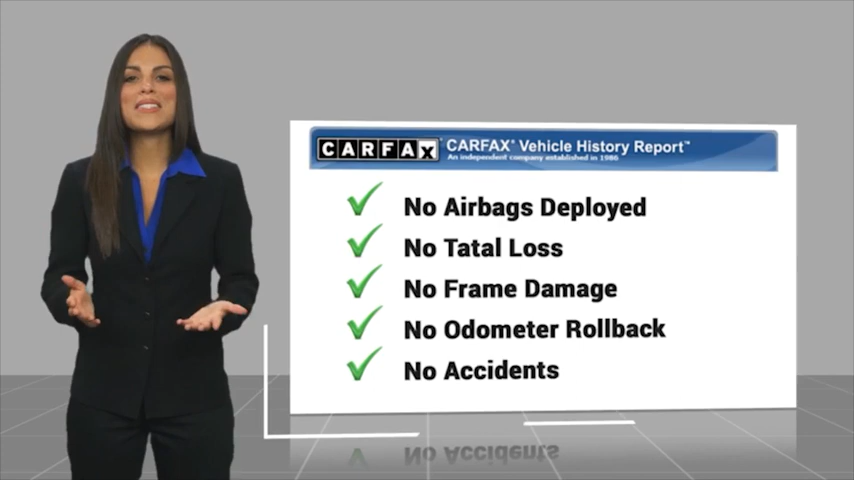 CARFAX CARFAX® Vehicle History Report™
An independent company established in 1986
No Airbags Deployed
No Tatal Loss
No Frame Damage
No Odometer Rollback
No Accidents
No Accidents